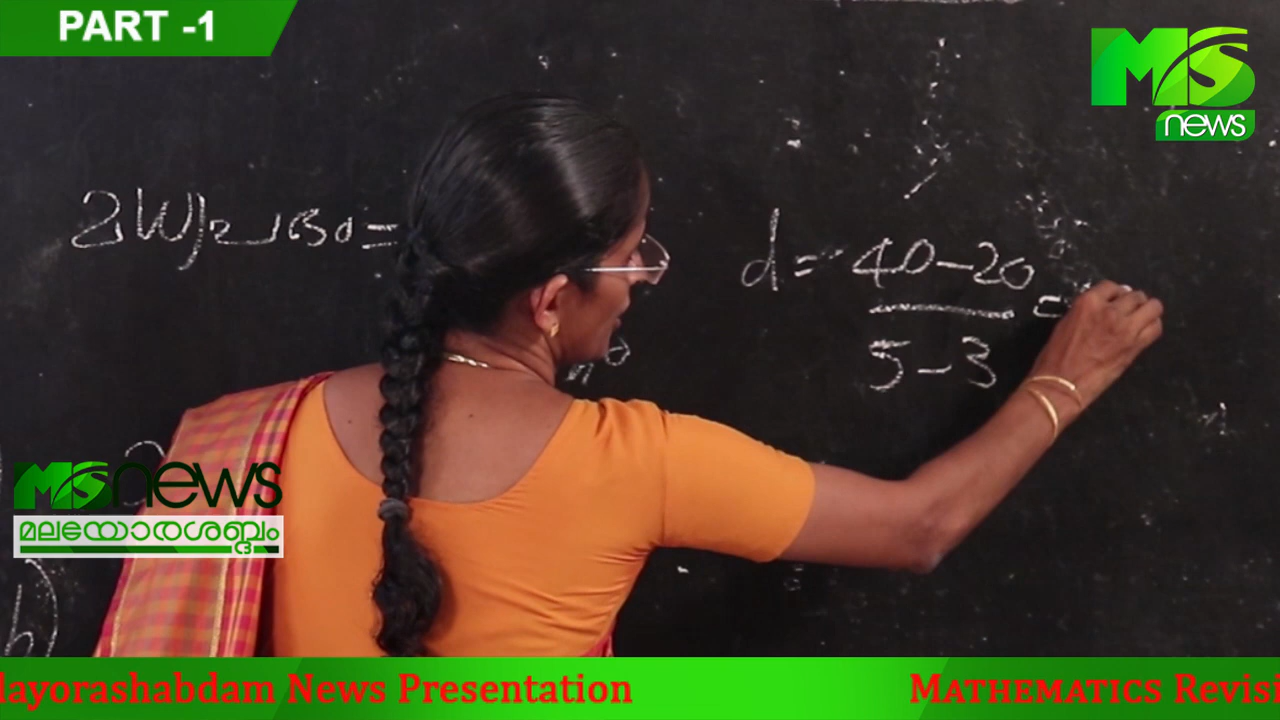 PART -1
MS
news
d = 40-20
=
5-3
MS news
മലയോരശബ്ദം
b)
layorashabdam News Presentation
MATHEMATICS Revisi